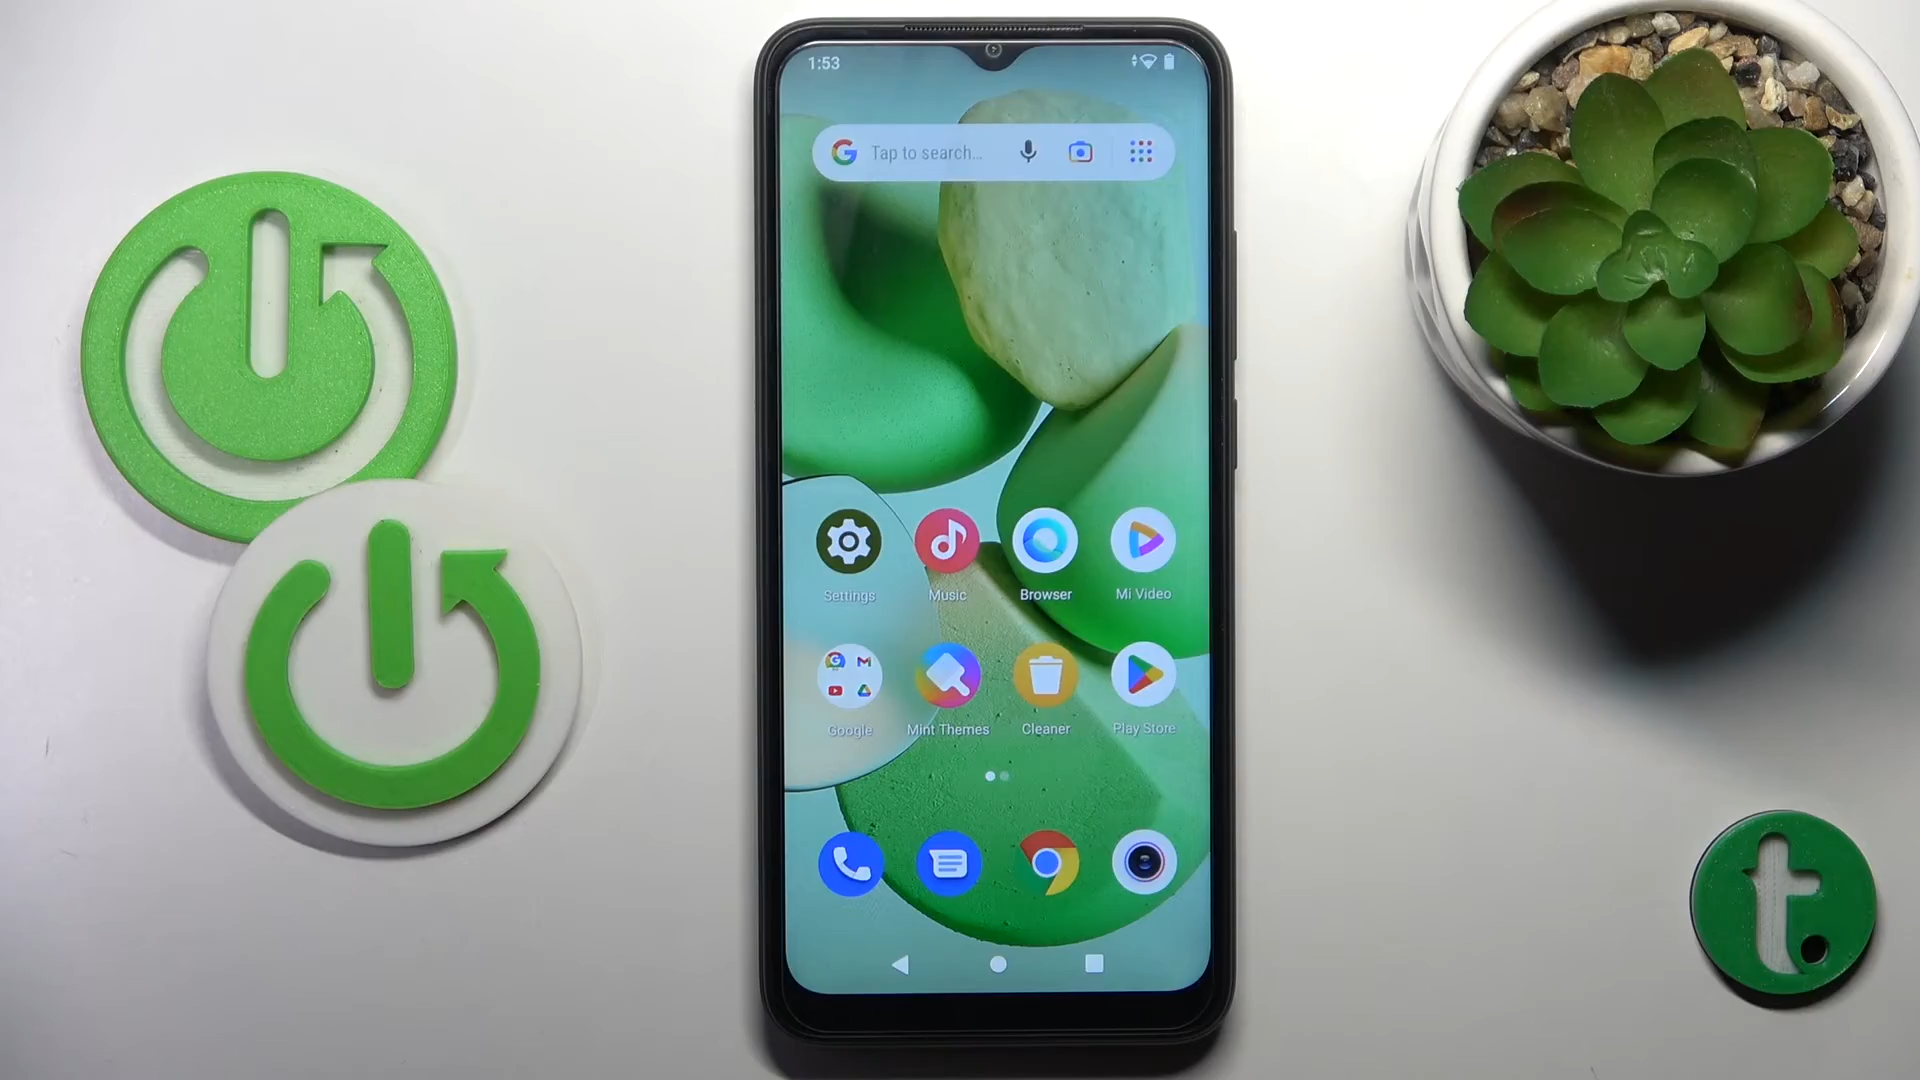 1:53
Tap to search...
Settings Music Browser Mi Video
Google Mint Themes Cleaner Play Store
t.